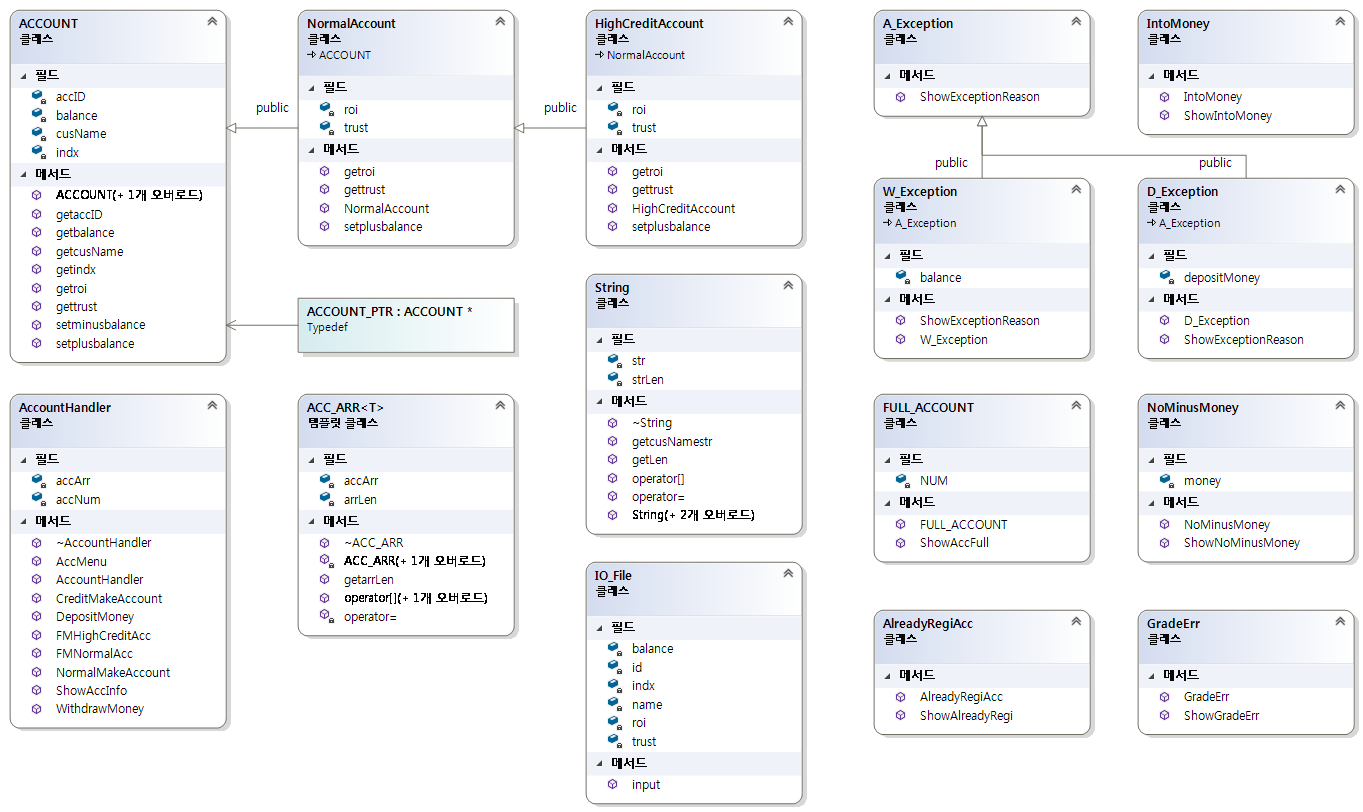 ACCOUNT
클래스
필드
accID
balance
cusName
indx
메서드
ACCOUNT(+ 1개 오버로드)
getaccID
getbalance
getcusName
getindx
getroi
gettrust
setminusbalance
setplusbalance
public
NormalAccount
클래스
ACCOUNT
필드
roi
trust
메서드
getroi
gettrust
NormalAccount
setplusbalance
public
HighCreditAccount
클래스
NormalAccount
필드
roi
trust
메서드
getroi
gettrust
HighCreditAccount
setplusbalance
ACCOUNT_PTR : ACCOUNT *
Typedef
AccountHandler
클래스
필드
accArr
accNum
메서드
~AccountHandler
AccMenu
AccountHandler
CreditMakeAccount
DepositMoney
FMHighCreditAcc
FMNormalAcc
NormalMakeAccount
ShowAccInfo
WithdrawMoney
ACC_ARR<T>
템플릿 클래스
필드
accArr
arrLen
메서드
~ACC_ARR
ACC_ARR(+ 1개 오버로드)
getarrLen
operator[](+ 1개 오버로드)
operator=
String
클래스
필드
str
strLen
메서드
~String
getcusNamestr
getLen
operator[]
operator=
String(+ 2개 오버로드)
IO_File
클래스
필드
balance
id
indx
name
roi
trust
메서드
input
A_Exception
클래스
메서드
ShowExceptionReason
IntoMoney
클래스
메서드
IntoMoney
ShowIntoMoney
public
public
W_Exception
클래스
A_Exception
필드
balance
메서드
ShowExceptionReason
W_Exception
D_Exception
클래스
A_Exception
필드
depositMoney
메서드
D_Exception
ShowExceptionReason
FULL_ACCOUNT
클래스
필드
NUM
메서드
FULL_ACCOUNT
ShowAccFull
NoMinusMoney
클래스
필드
money
메서드
NoMinusMoney
ShowNoMinusMoney
AlreadyRegiAcc
클래스
메서드
AlreadyRegiAcc
ShowAlreadyRegi
GradeErr
클래스
메서드
GradeErr
ShowGradeErr